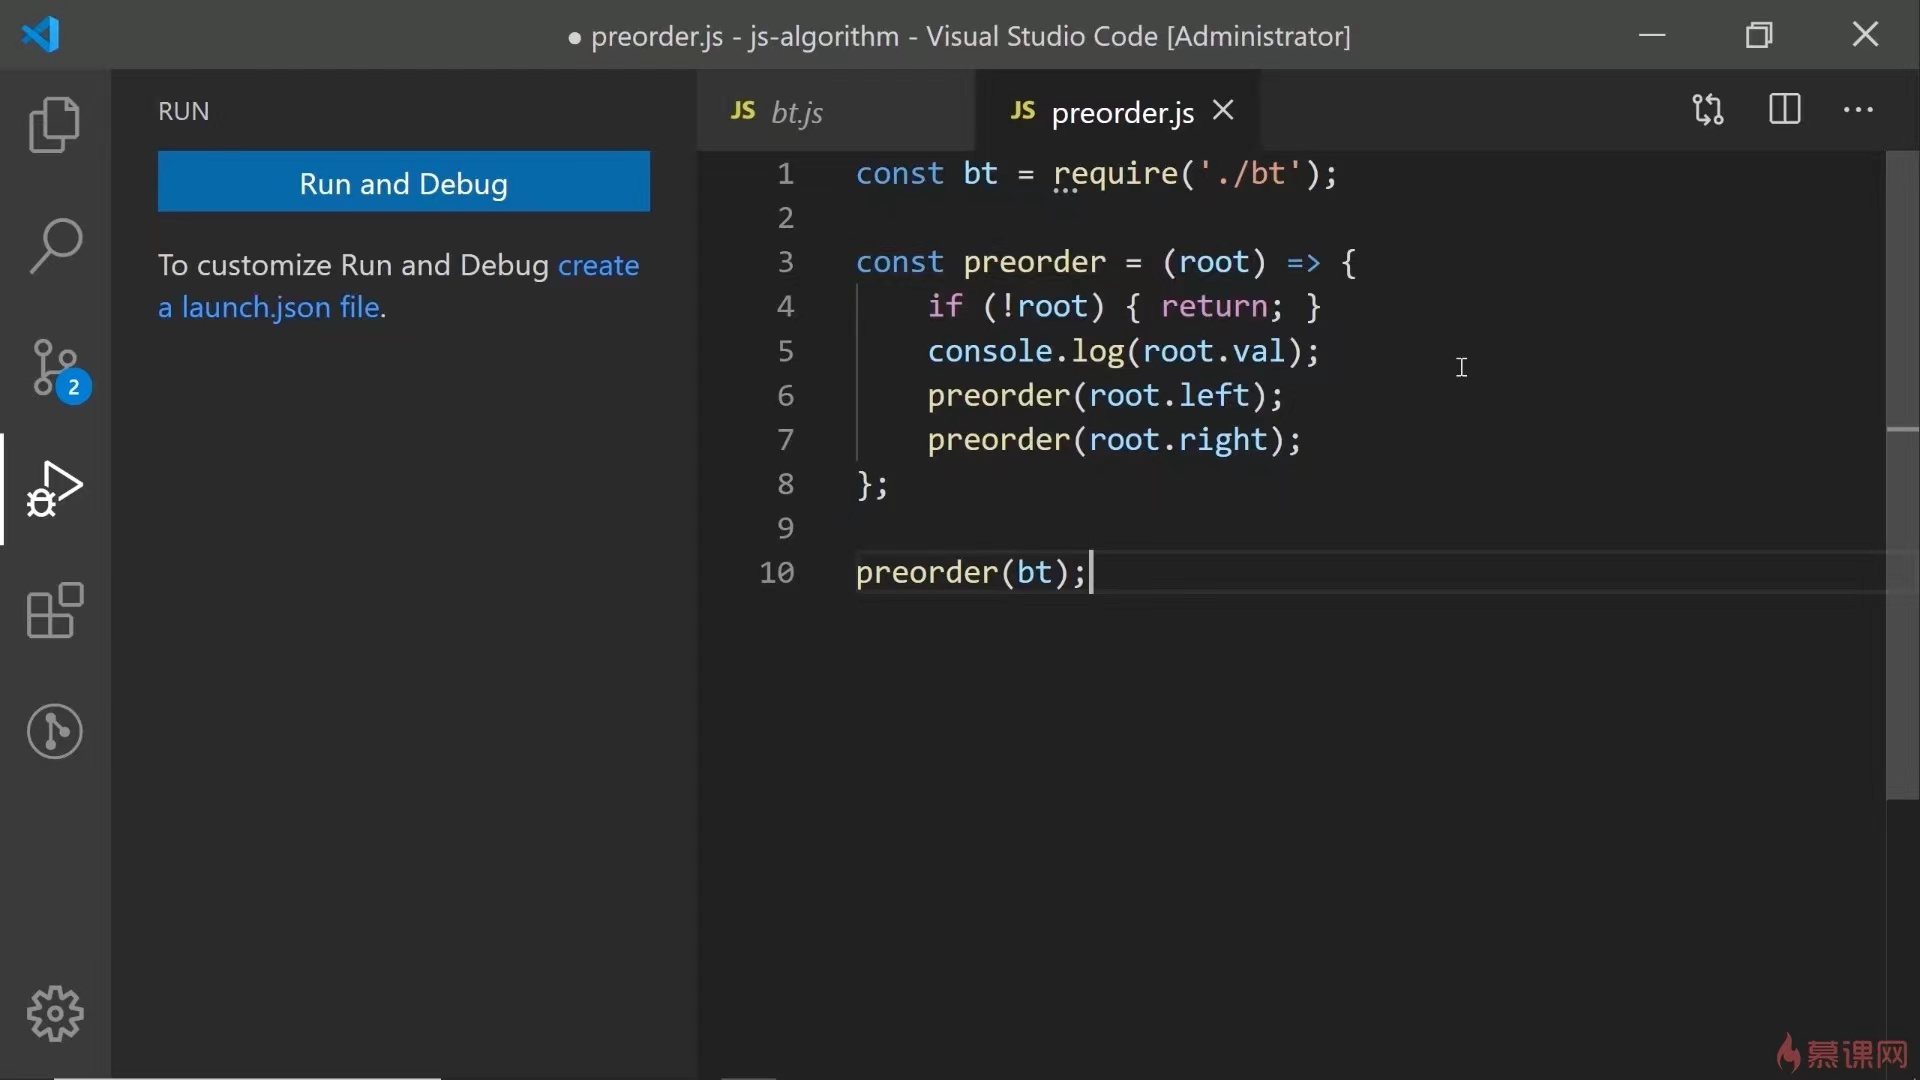 ● preorder.js - js-algorithm - Visual Studio Code [Administrator]
RUN
Run and Debug
To customize Run and Debug create
a launch.json file.
2
JS bt.js
JS preorder.js
1 const bt = require('./bt');
2
3 const preorder = (root) => {
4     if (!root) { return; }
5     console.log(root.val);
6     preorder(root.left);
7     preorder(root.right);
8 };
9
10 preorder(bt);
慕课网